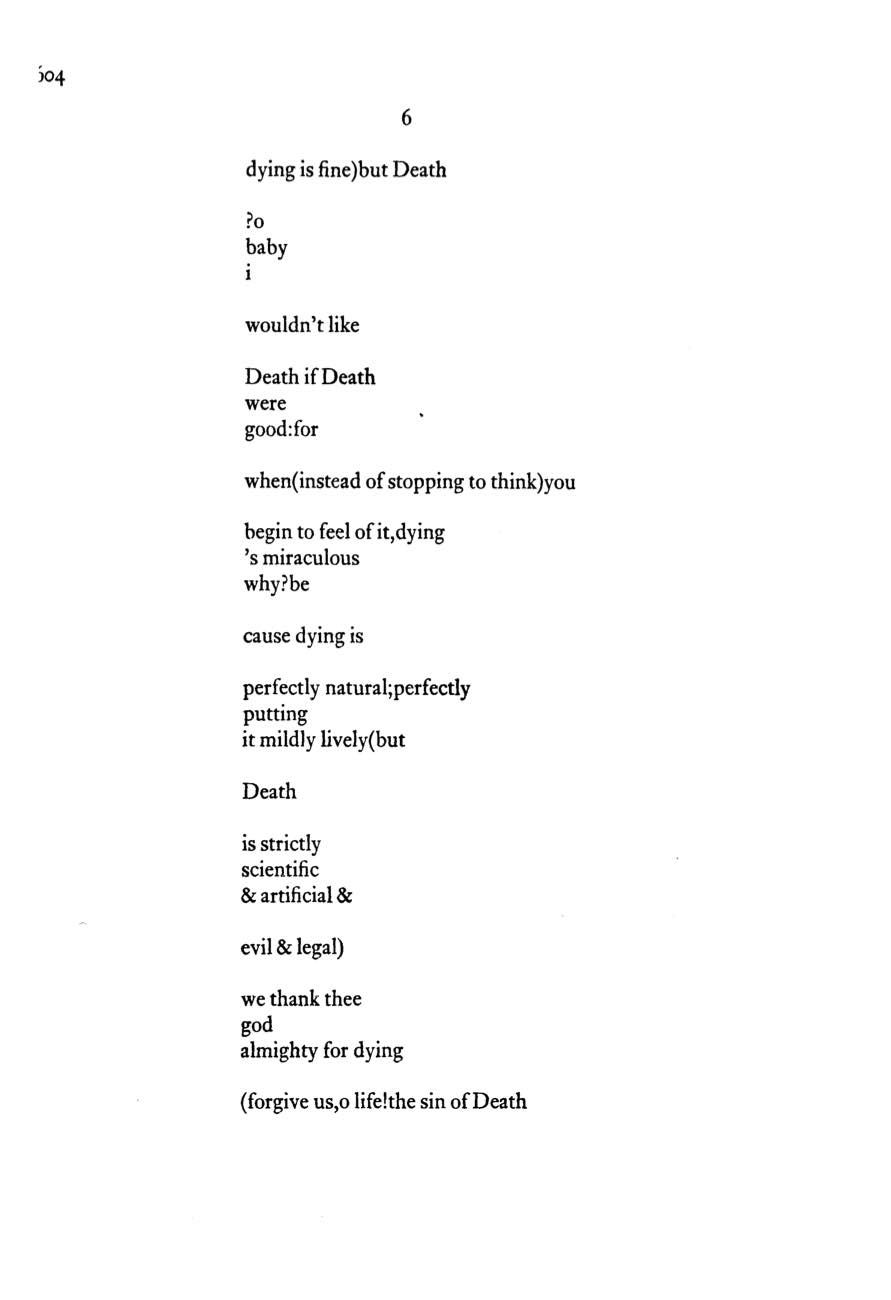 604
6
dying is fine)but Death
?o
baby
i
wouldn't like
Death if Death
were
good:for
when(instead of stopping to think)you
begin to feel of it,dying
's miraculous
why?be
cause dying is
perfectly natural;perfectly
putting
it mildly lively(but
Death
is strictly
scientific
& artificial &
evil & legal)
we thank thee
god
almighty for dying
(forgive us,o life!the sin of Death